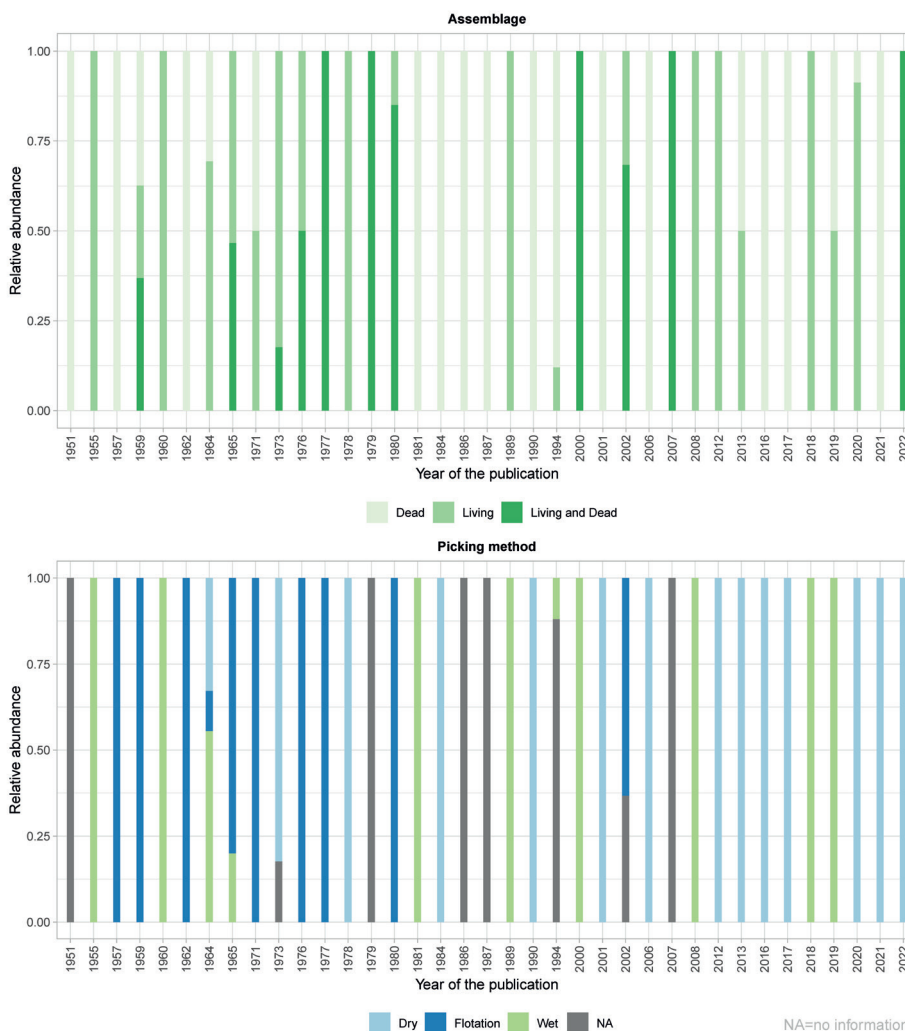 Assemblage
1.00
0.75
0.50
0.25
0.00
Relative abundance
1951 1955 1957 1959 1960 1962 1964 1965 1971 1973 1976 1977 1978 1979 1980 1981 1984 1986 1987 1989 1990 1994 2000 2001 2002 2006 2007 2008 2012 2013 2016 2017 2018 2019 2020 2021 2022
Year of the publication
Dead Living Living and Dead
Picking method
1.00
0.75
0.50
0.25
0.00
Relative abundance
1951 1955 1957 1959 1960 1962 1964 1965 1971 1973 1976 1977 1978 1979 1980 1981 1984 1986 1987 1989 1990 1994 2000 2001 2002 2006 2007 2008 2012 2013 2016 2017 2018 2019 2020 2021 2022
Year of the publication
Dry Flotation Wet NA
NA=no information